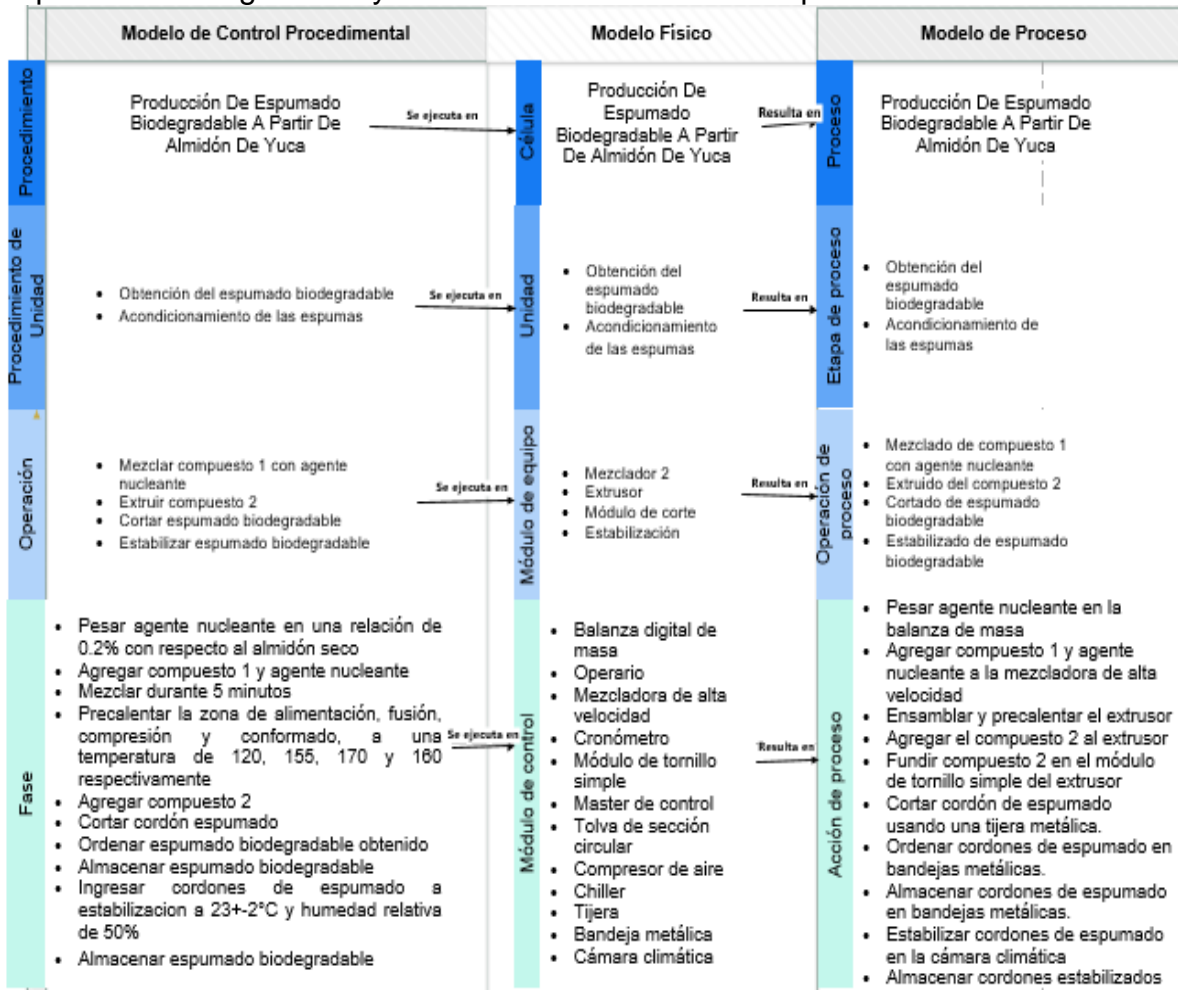 Modelo de Control Procedimental
Modelo Físico
Modelo de Proceso
Procedimiento
Producción De Espumado
Biodegradable A Partir De
Almidón De Yuca
Se ejecuta en
Célula
Producción De
Espumado
Biodegradable A Partir
De Almidón De Yuca
Resulta en
Proceso
Producción De Espumado
Biodegradable A Partir De
Almidón De Yuca
Procedimiento de
Unidad
• Obtención del espumado biodegradable
• Acondicionamiento de las espumas
Se ejecuta en
Unidad
• Obtención del
espumado
biodegradable
• Acondicionamiento
de las espumas
Resulta en
Etapa de proceso
• Obtención del
espumado
biodegradable
• Acondicionamiento de
las espumas
Operación
• Mezclar compuesto 1 con agente
nucleante
• Extruir compuesto 2
• Cortar espumado biodegradable
• Estabilizar espumado biodegradable
Se ejecuta en
Módulo de equipo
• Mezclador 2
• Extrusor
• Módulo de corte
• Estabilización
Resulta en
Operación de
proceso
• Mezclado de compuesto 1
con agente nucleante
• Extruido del compuesto 2
• Cortado de espumado
biodegradable
• Estabilizado de espumado
biodegradable
Fase
• Pesar agente nucleante en una relación de
0.2% con respecto al almidón seco
• Agregar compuesto 1 y agente nucleante
• Mezclar durante 5 minutos
• Precalentar la zona de alimentación, fusión,
compresión y conformado, a una
temperatura de 120, 155, 170 y 160
respectivamente
• Agregar compuesto 2
• Cortar cordón espumado
• Ordenar espumado biodegradable obtenido
• Almacenar espumado biodegradable
• Ingresar cordones de espumado a
estabilizacion a 23+-2°C y humedad relativa
de 50%
• Almacenar espumado biodegradable
Se ejecuta en
Módulo de control
• Balanza digital de
masa
• Operario
• Mezcladora de alta
velocidad
• Cronómetro
• Módulo de tornillo
simple
• Master de control
• Tolva de sección
circular
• Compresor de aire
• Chiller
• Tijera
• Bandeja metálica
• Cámara climática
Resulta en
Acción de proceso
• Pesar agente nucleante en la
balanza de masa
• Agregar compuesto 1 y agente
nucleante a la mezcladora de alta
velocidad
• Ensamblar y precalentar el extrusor
• Agregar el compuesto 2 al extrusor
• Fundir compuesto 2 en el módulo
de tornillo simple del extrusor
• Cortar cordón de espumado
usando una tijera metálica.
• Ordenar cordones de espumado en
bandejas metálicas.
• Almacenar cordones de espumado
en bandejas metálicas.
• Estabilizar cordones de espumado
en la cámara climática
• Almacenar cordones estabilizados